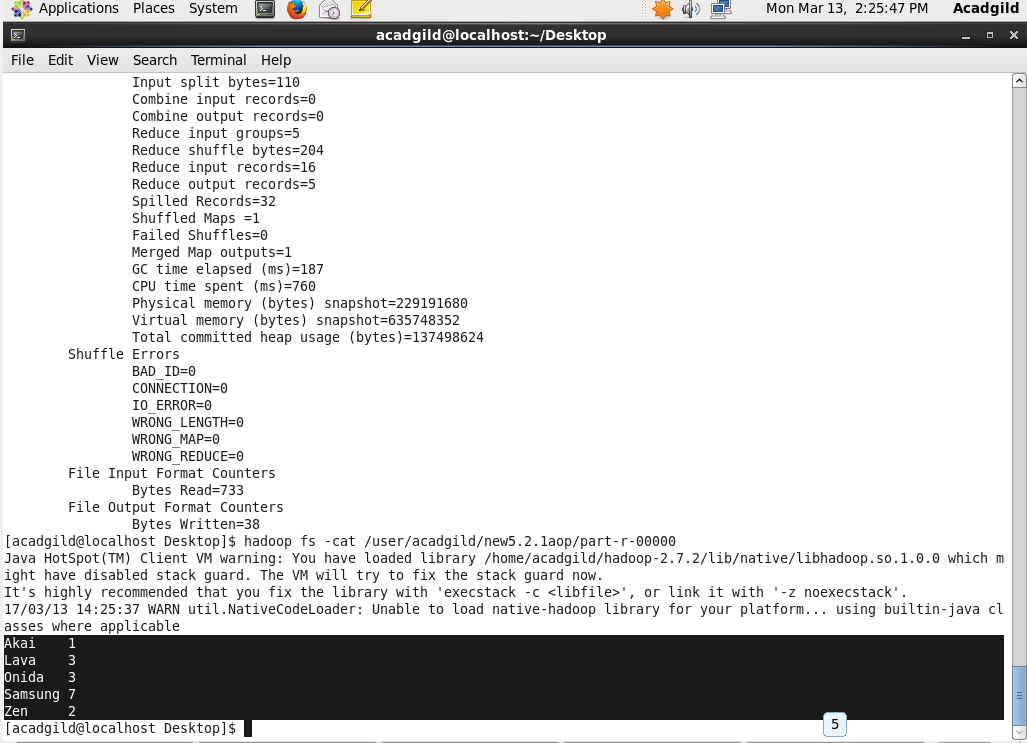 Applications Places System Mon Mar 13, 2:25:47 PM Acadgild
acadgild@localhost:~/Desktop
File Edit View Search Terminal Help
Input split bytes=110
Combine input records=0
Combine output records=0
Reduce input groups=5
Reduce shuffle bytes=204
Reduce input records=16
Reduce output records=5
Spilled Records=32
Shuffled Maps =1
Failed Shuffles=0
Merged Map outputs=1
GC time elapsed (ms)=187
CPU time spent (ms)=760
Physical memory (bytes) snapshot=229191680
Virtual memory (bytes) snapshot=635748352
Total committed heap usage (bytes)=137498624
Shuffle Errors
BAD_ID=0
CONNECTION=0
IO_ERROR=0
WRONG_LENGTH=0
WRONG_MAP=0
WRONG_REDUCE=0
File Input Format Counters
Bytes Read=733
File Output Format Counters
Bytes Written=38
[acadgild@localhost Desktop]$ hadoop fs -cat /user/acadgild/new5.2.1aop/part-r-00000
Java HotSpot(TM) Client VM warning: You have loaded library /home/acadgild/hadoop-2.7.2/lib/native/libhadoop.so.1.0.0 which m
ight have disabled stack guard. The VM will try to fix the stack guard now.
It's highly recommended that you fix the library with 'execstack -c <libfile>', or link it with '-z noexecstack'.
17/03/13 14:25:37 WARN util.NativeCodeLoader: Unable to load native-hadoop library for your platform... using builtin-java cl
asses where applicable
Akai 1
Lava 3
Onida 3
Samsung 7
Zen 2
[acadgild@localhost Desktop]$
5